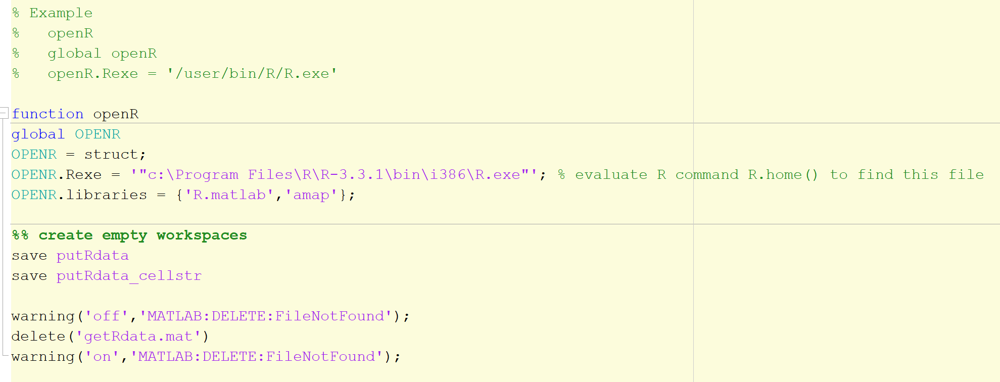 % Example
%   openR
%   global openR
%   openR.Rexe = '/user/bin/R/R.exe'
function openR
global OPENR
OPENR = struct;
OPENR.Rexe = '"c:\Program Files\R\R-3.3.1\bin\i386\R.exe"'; % evaluate R command R.home() to find this file
OPENR.libraries = {'R.matlab','amap'};
%% create empty workspaces
save putRdata
save putRdata_cellstr
warning('off','MATLAB:DELETE:FileNotFound');
delete('getRdata.mat')
warning('on','MATLAB:DELETE:FileNotFound');